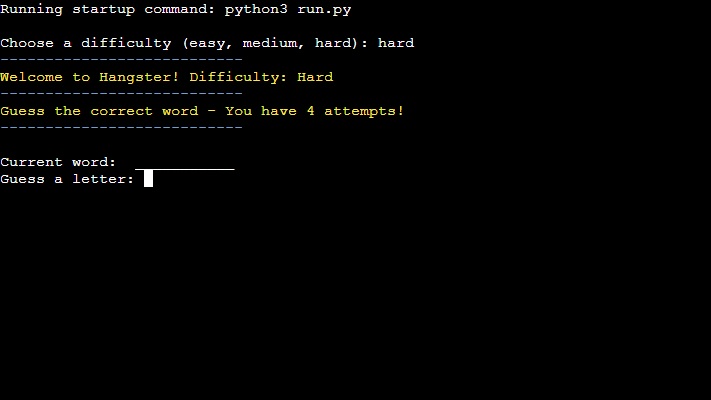 Running startup command: python3 run.py
Choose a difficulty (easy, medium, hard): hard
---------------------------
Welcome to Hangster! Difficulty: Hard
---------------------------
Guess the correct word - You have 4 attempts!
---------------------------
Current word:  ___________
Guess a letter: